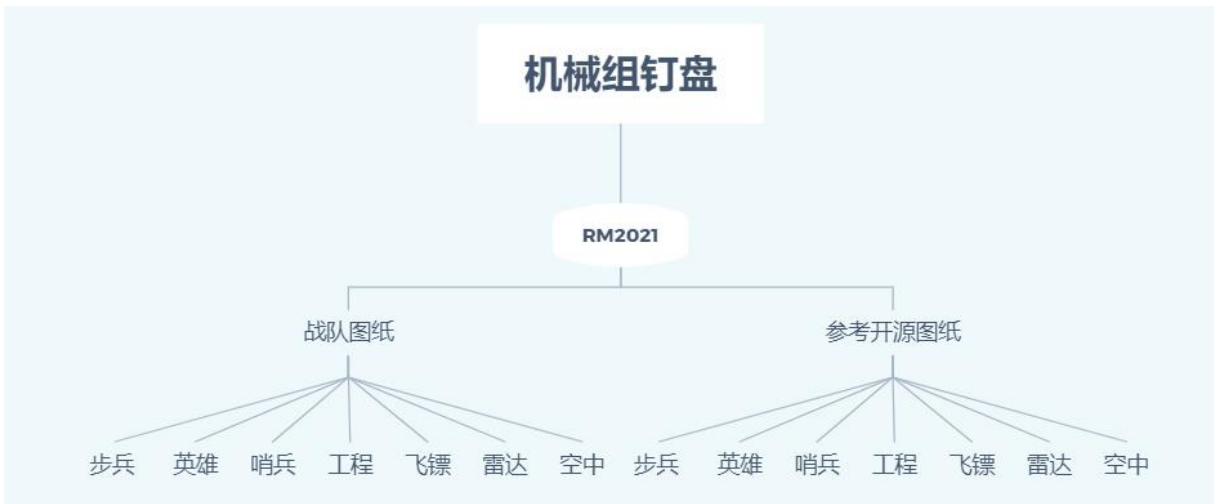 机械组钉盘
RM2021
战队图纸 参考开源图纸
步兵 英雄 哨兵 工程 飞镖 雷达 空中 步兵 英雄 哨兵 工程 飞镖 雷达 空中